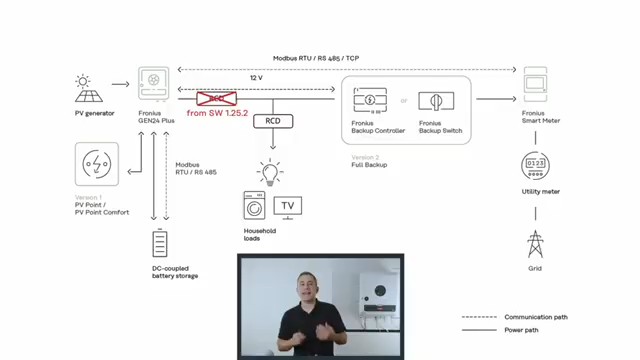 Modbus RTU / RS 485 / TCP
12 V
PV generator
Fronius
GEN24 Plus
RCD
from SW 1.25.2
RCD
or
Fronius
Backup Controller
Fronius
Backup Switch
Fronius
Smart Meter
Version 2
Full Backup
Version 1
PV Point /
PV Point Comfort
Modbus
RTU / RS 485
TV
Household
loads
DC-coupled
battery storage
0123
Utility meter
Grid
Communication path
Power path